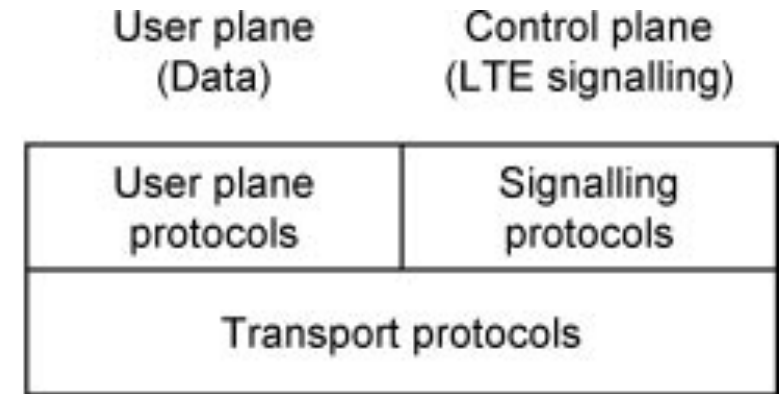 User plane
(Data)
Control plane
(LTE signalling)
User plane
protocols
Signalling
protocols
Transport protocols